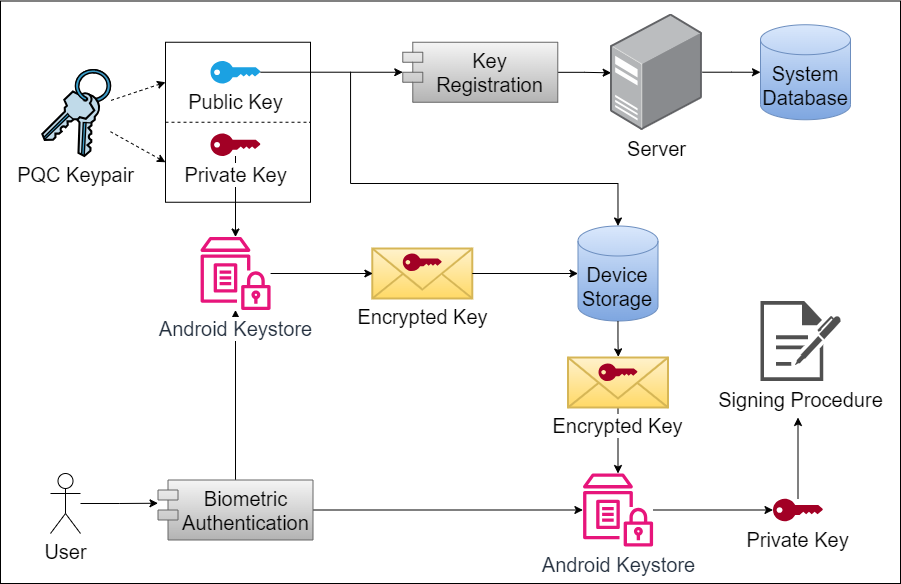 Public Key
Key
Registration
System
Database
Server
PQC Keypair
Private Key
Device
Storage
Android Keystore
Encrypted Key
Signing Procedure
Encrypted Key
Biometric
Authentication
User
Private Key
Android Keystore